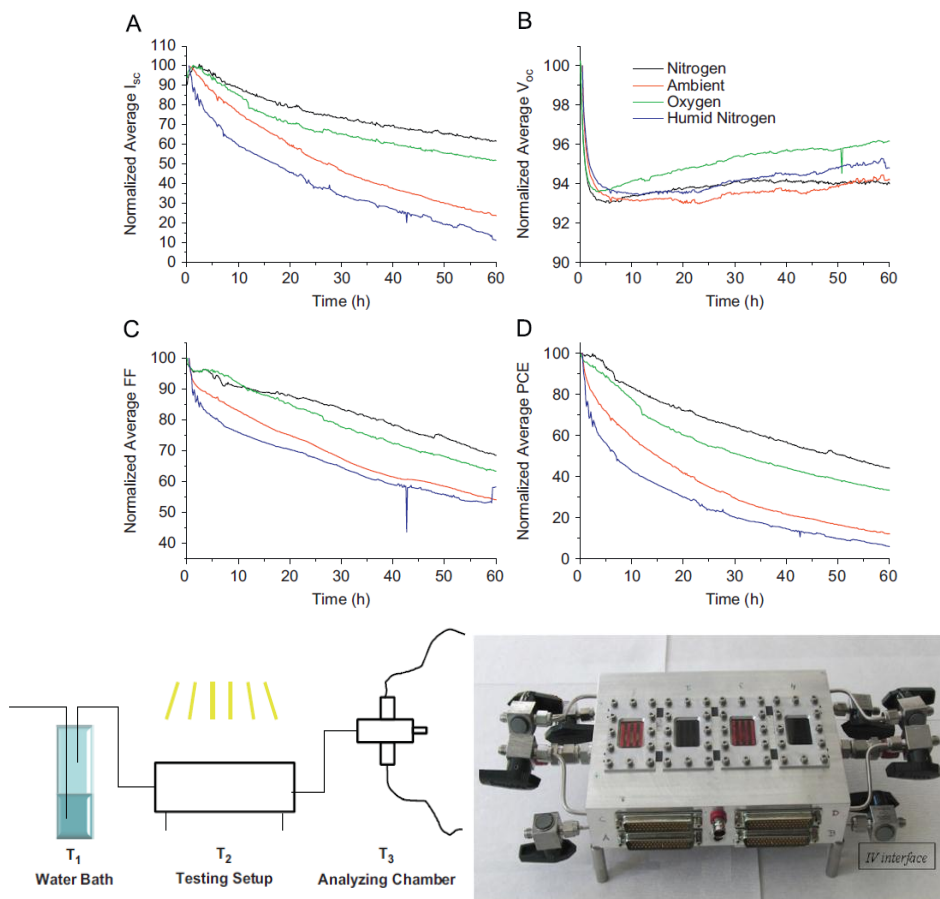 A
Normalized Average Isc
110
100
90
80
70
60
50
40
30
20
10
0
0 10 20 30 40 50 60
Time (h)
B
Normalized Average Voc
100
98
96
94
92
90
Nitrogen
Ambient
Oxygen
Humid Nitrogen
0 10 20 30 40 50 60
Time (h)
C
Normalized Average FF
100
90
80
70
60
50
40
0 10 20 30 40 50 60
Time (h)
D
Normalized Average PCE
100
80
60
40
20
0
0 10 20 30 40 50 60
Time (h)
T1 T2 T3
Water Bath Testing Setup Analyzing Chamber
C D
A B
IV interface